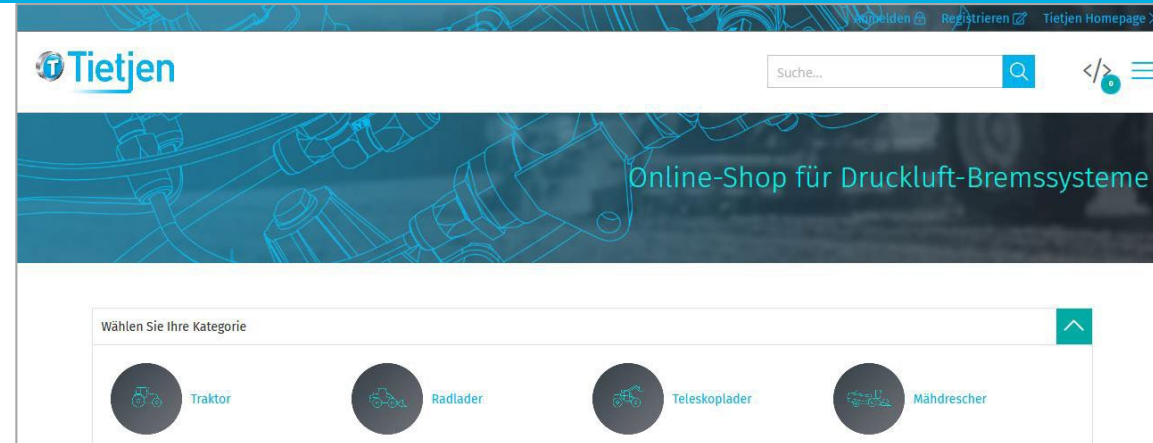 Anmelden Registrieren Tietjen Homepage
Tietjen
Suche...
0
Online-Shop für Druckluft-Bremssysteme
Wählen Sie Ihre Kategorie
Traktor Radlader Teleskoplader Mähdrescher